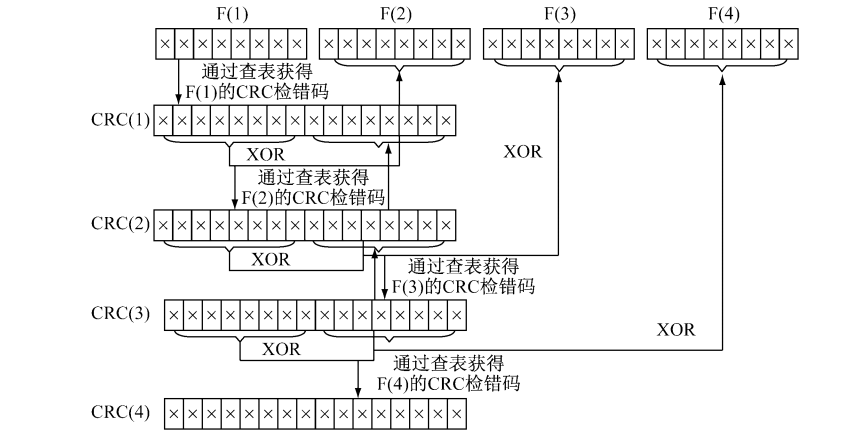 F(1) F(2) F(3) F(4)
× × × × × × × × × × × × × × × × × × × × × × × × × × × × × × × ×
通过查表获得
F(1)的CRC检错码
CRC(1) × × × × × × × × × × × × × × × ×
XOR
XOR
通过查表获得
F(2)的CRC检错码
CRC(2) × × × × × × × × × × × × × × × ×
XOR
通过查表获得
F(3)的CRC检错码
CRC(3) × × × × × × × × × × × × × × × ×
XOR
XOR
通过查表获得
F(4)的CRC检错码
CRC(4) × × × × × × × × × × × × × × × ×